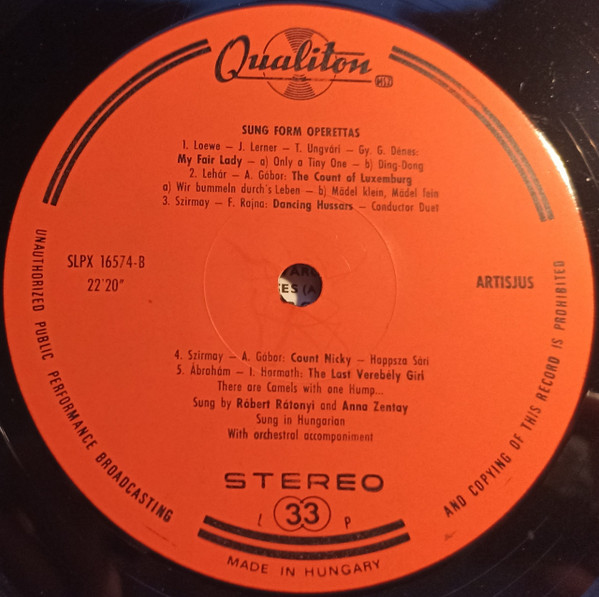 Qualiton
SUNG FORM OPERETTAS
1. Loewe — J. Lerner — T. Ungvári — Gy. G. Dénes:
My Fair Lady — a) Only a Tiny One — b) Ding-Dong
2. Lehár — A. Gábor: The Count of Luxemburg
a) Wir bummeln durch's Leben — b) Mädel klein, Mädel fein
3. Szirmay — F. Rajna: Dancing Hussars — Conductor Duet
SLPX 16574-B
22'20"
ARTISJUS
4. Szirmay — A. Gábor: Count Nicky — Happsza Sári
5. Ábrahám — I. Harmath: The Last Verebély Girl
There are Camels with one Hump...
Sung by Róbert Rátonyi and Anna Zentay
Sung in Hungarian
With orchestral accompaniment
STEREO
L 33 P
MADE IN HUNGARY
UNAUTHORIZED PUBLIC PERFORMANCE BROADCASTING
AND COPYING OF THIS RECORD IS PROHIBITED